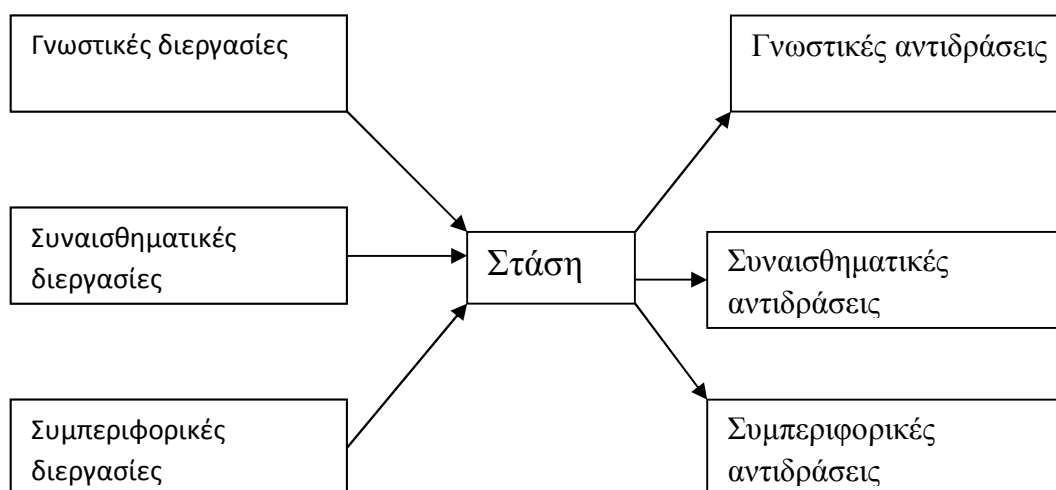 Γνωστικές διεργασίες
Γνωστικές αντιδράσεις
Συναισθηματικές
διεργασίες
Στάση
Συναισθηματικές
αντιδράσεις
Συμπεριφορικές
διεργασίες
Συμπεριφορικές
αντιδράσεις